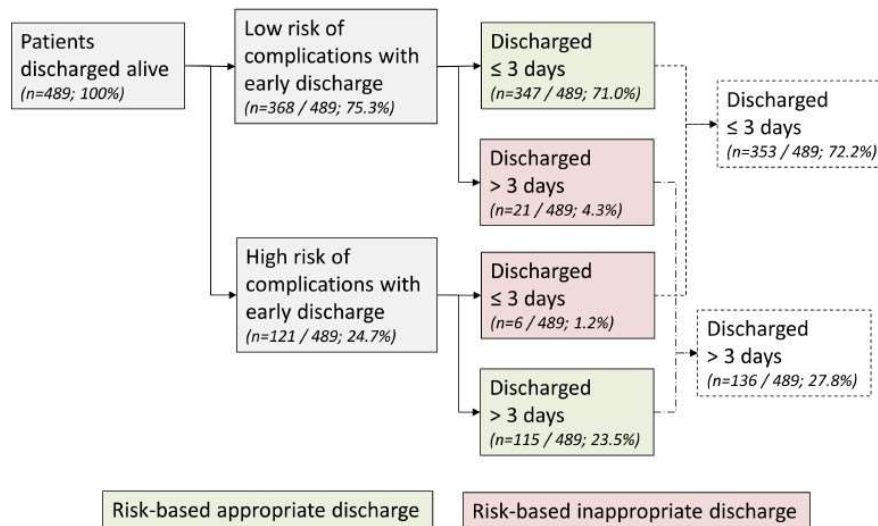 Patients
discharged alive
(n=489; 100%)
Low risk of
complications with
early discharge
(n=368 / 489; 75.3%)
Discharged
≤ 3 days
(n=347 / 489; 71.0%)
Discharged
≤ 3 days
(n=353 / 489; 72.2%)
Discharged
> 3 days
(n=21 / 489; 4.3%)
High risk of
complications with
early discharge
(n=121 / 489; 24.7%)
Discharged
≤ 3 days
(n=6 / 489; 1.2%)
Discharged
> 3 days
(n=136 / 489; 27.8%)
Discharged
> 3 days
(n=115 / 489; 23.5%)
Risk-based appropriate discharge
Risk-based inappropriate discharge